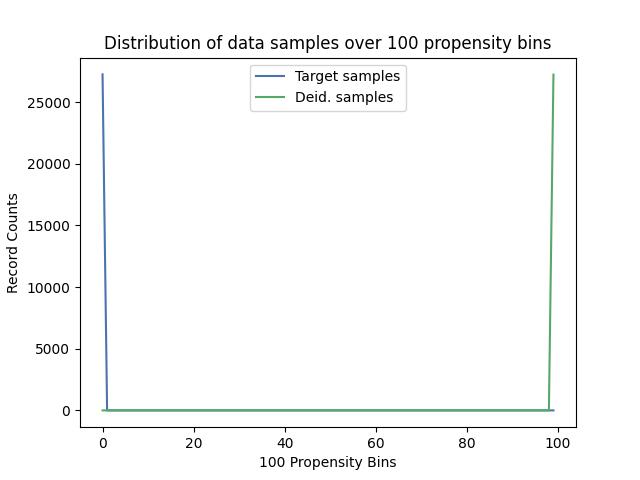 Distribution of data samples over 100 propensity bins
Target samples
Deid. samples
25000
20000
15000
10000
5000
0
Record Counts
0 20 40 60 80 100
100 Propensity Bins